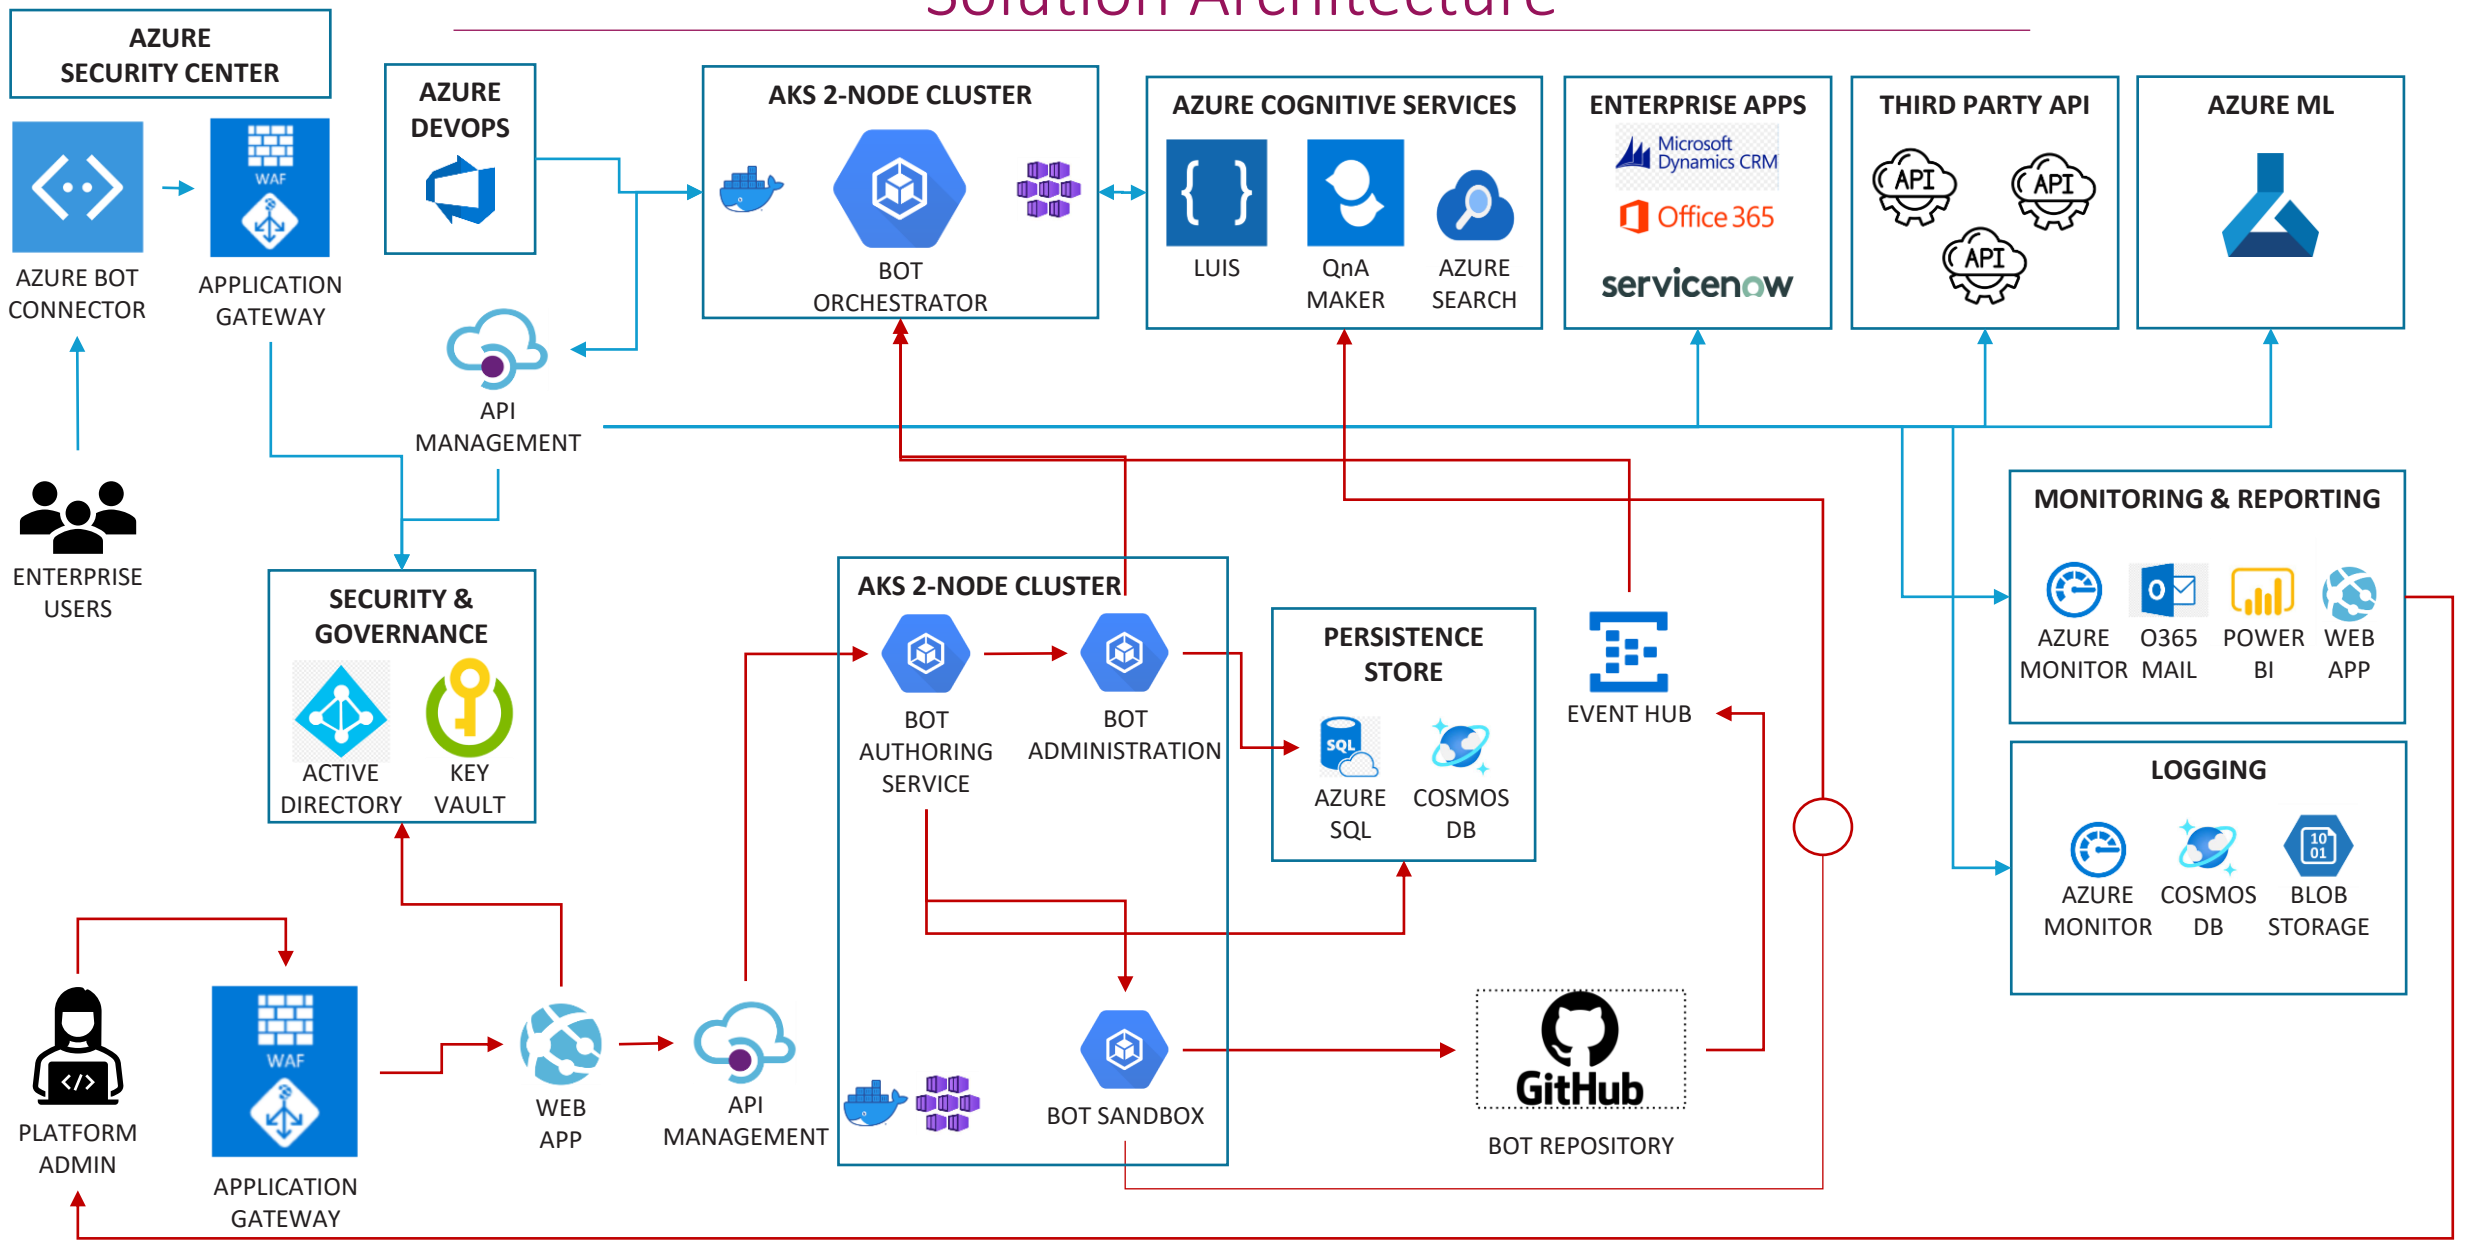 Solution Architecture
AZURE
SECURITY CENTER
AZURE BOT
CONNECTOR
WAF
APPLICATION
GATEWAY
AZURE
DEVOPS
API
MANAGEMENT
AKS 2-NODE CLUSTER
BOT
ORCHESTRATOR
AZURE COGNITIVE SERVICES
{ }
LUIS
QnA
MAKER
AZURE
SEARCH
ENTERPRISE APPS
Microsoft
Dynamics CRM
Office 365
servicenow
THIRD PARTY API
API
API
API
AZURE ML
ENTERPRISE
USERS
SECURITY &
GOVERNANCE
ACTIVE
DIRECTORY
KEY
VAULT
AKS 2-NODE CLUSTER
BOT
AUTHORING
SERVICE
BOT
ADMINISTRATION
PERSISTENCE
STORE
SQL
AZURE
SQL
COSMOS
DB
EVENT HUB
MONITORING & REPORTING
AZURE
MONITOR
O
O365
MAIL
POWER
BI
WEB
APP
LOGGING
AZURE
MONITOR
COSMOS
DB
10
01
BLOB
STORAGE
</>
PLATFORM
ADMIN
WAF
APPLICATION
GATEWAY
WEB
APP
API
MANAGEMENT
BOT SANDBOX
GitHub
BOT REPOSITORY